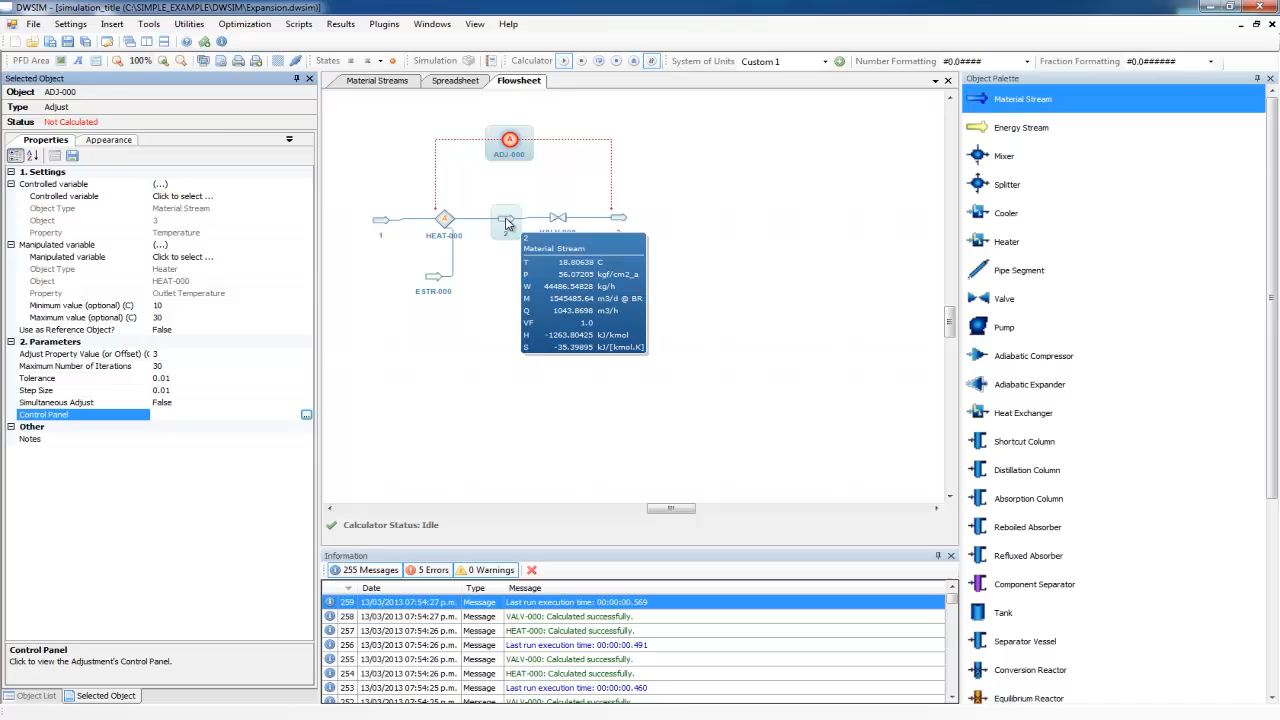 DWSIM - [simulation_title (C:\SIMPLE_EXAMPLE\DWSIM\Expansion.dwsim)]
File Settings Insert Tools Utilities Optimization Scripts Results Plugins Windows View Help
PFD Area 100% States Simulation Calculator System of Units Custom 1 Number Formatting #0.#### Fraction Formatting #0.######
Selected Object
Object ADJ-000
Type Adjust
Status Not Calculated
Properties Appearance
1. Settings
Controlled variable (...)
Controlled variable Click to select ...
Object Type Material Stream
Object 3
Property Temperature
Manipulated variable (...)
Manipulated variable Click to select ...
Object Type Heater
Object HEAT-000
Property Outlet Temperature
Minimum value (optional) (C) 10
Maximum value (optional) (C) 30
Use as Reference Object? False
2. Parameters
Adjust Property Value (or Offset) (C 3
Maximum Number of Iterations 30
Tolerance 0.01
Step Size 0.01
Simultaneous Adjust False
Control Panel ...
Other
Notes
Control Panel
Click to view the Adjustment's Control Panel.
Object List Selected Object
Material Streams Spreadsheet Flowsheet
A
ADJ-000
A
1
HEAT-000
2
ESTR-000
2
Material Stream
T 18.80638 C
P 56.07205 kgf/cm2_a
W 44486.54828 kg/h
M 1545485.64 m3/d @ BR
Q 1043.8698 m3/h
VF 1.0
H -1263.80425 kJ/kmol
S -35.39895 kJ/[kmol.K]
Calculator Status: Idle
Information
255 Messages 5 Errors 0 Warnings
Date Type Message
259 13/03/2013 07:54:27 p.m. Message Last run execution time: 00:00:00.569
258 13/03/2013 07:54:27 p.m. Message VALV-000: Calculated successfully.
257 13/03/2013 07:54:26 p.m. Message HEAT-000: Calculated successfully.
256 13/03/2013 07:54:26 p.m. Message Last run execution time: 00:00:00.491
255 13/03/2013 07:54:26 p.m. Message VALV-000: Calculated successfully.
254 13/03/2013 07:54:26 p.m. Message HEAT-000: Calculated successfully.
253 13/03/2013 07:54:25 p.m. Message Last run execution time: 00:00:00.460
Object Palette
Material Stream
Energy Stream
Mixer
Splitter
Cooler
Heater
Pipe Segment
Valve
Pump
Adiabatic Compressor
Adiabatic Expander
Heat Exchanger
Shortcut Column
Distillation Column
Absorption Column
Reboiled Absorber
Refluxed Absorber
Component Separator
Tank
Separator Vessel
Conversion Reactor
Equilibrium Reactor